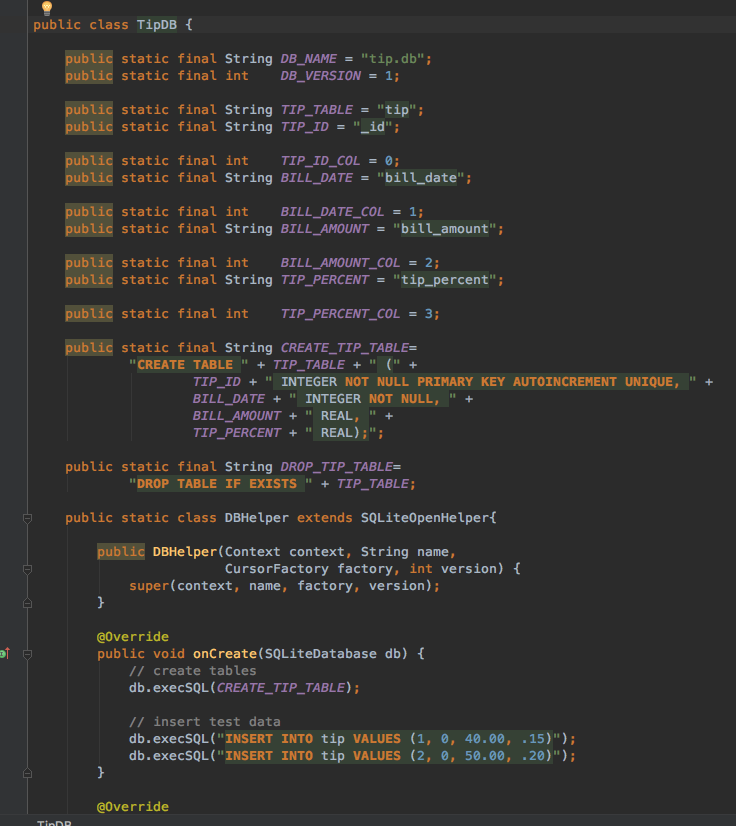 public class TipDB {
public static final String DB_NAME = "tip.db";
public static final int DB_VERSION = 1;
public static final String TIP_TABLE = "tip";
public static final String TIP_ID = "_id";
public static final int TIP_ID_COL = 0;
public static final String BILL_DATE = "bill_date";
public static final int BILL_DATE_COL = 1;
public static final String BILL_AMOUNT = "bill_amount";
public static final int BILL_AMOUNT_COL = 2;
public static final String TIP_PERCENT = "tip_percent";
public static final int TIP_PERCENT_COL = 3;
public static final String CREATE_TIP_TABLE=
"CREATE TABLE " + TIP_TABLE + " (" +
TIP_ID + " INTEGER NOT NULL PRIMARY KEY AUTOINCREMENT UNIQUE, " +
BILL_DATE + " INTEGER NOT NULL, " +
BILL_AMOUNT + " REAL, " +
TIP_PERCENT + " REAL);";
public static final String DROP_TIP_TABLE=
"DROP TABLE IF EXISTS " + TIP_TABLE;
public static class DBHelper extends SQLiteOpenHelper{
public DBHelper(Context context, String name,
CursorFactory factory, int version) {
super(context, name, factory, version);
}
@Override
public void onCreate(SQLiteDatabase db) {
// create tables
db.execSQL(CREATE_TIP_TABLE);
// insert test data
db.execSQL("INSERT INTO tip VALUES (1, 0, 40.00, .15)");
db.execSQL("INSERT INTO tip VALUES (2, 0, 50.00, .20)");
}
@Override
TipDB